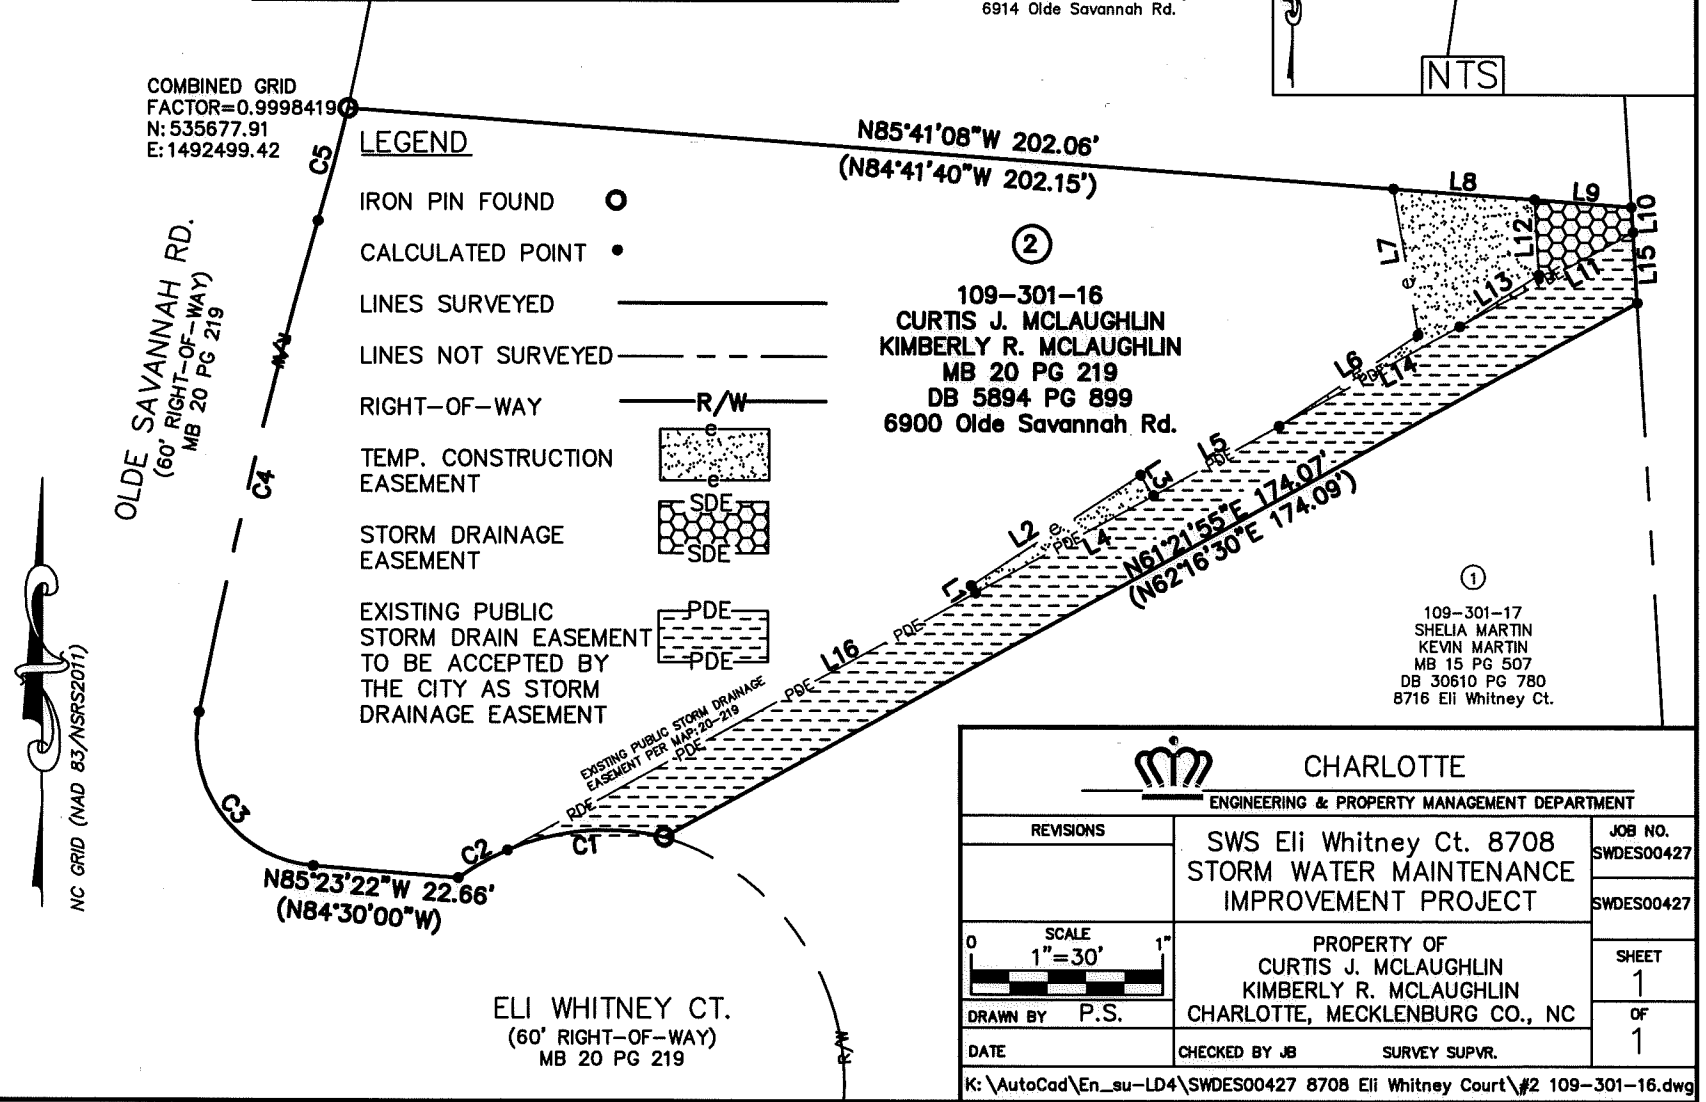 6914 Olde Savannah Rd.
NTS
COMBINED GRID
FACTOR=0.9998419
N: 535677.91
E: 1492499.42
C5
LEGEND
IRON PIN FOUND
CALCULATED POINT
LINES SURVEYED
LINES NOT SURVEYED
RIGHT-OF-WAY
R/W
TEMP. CONSTRUCTION
EASEMENT
e
e
STORM DRAINAGE
EASEMENT
SDE
SDE
EXISTING PUBLIC
STORM DRAIN EASEMENT
TO BE ACCEPTED BY
THE CITY AS STORM
DRAINAGE EASEMENT
PDE
PDE
N85°41'08"W 202.06'
(N84°41'40"W 202.15')
L8
L9
L10
L7
L12
L15
e
L13
PDE
L11
2
109-301-16
CURTIS J. MCLAUGHLIN
KIMBERLY R. MCLAUGHLIN
MB 20 PG 219
DB 5894 PG 899
6900 Olde Savannah Rd.
L6
e
PDE
L14
L5
PDE
L3
L2
e
PDE
L4
L1
N61°21'55"E 174.07'
(N62°16'30"E 174.09')
OLDE SAVANNAH RD.
(60' RIGHT-OF-WAY)
MB 20 PG 219
R/W
C4
PDE
L16
PDE
EXISTING PUBLIC STORM DRAINAGE
EASEMENT PER MAP:20-219
PDE
PDE
C3
C2
C1
N85°23'22"W 22.66'
(N84°30'00"W)
NC GRID (NAD 83/NSRS2011)
1
109-301-17
SHELIA MARTIN
KEVIN MARTIN
MB 15 PG 507
DB 30610 PG 780
8716 Eli Whitney Ct.
ELI WHITNEY CT.
(60' RIGHT-OF-WAY)
MB 20 PG 219
R/W
CHARLOTTE
ENGINEERING & PROPERTY MANAGEMENT DEPARTMENT
REVISIONS
SWS Eli Whitney Ct. 8708
STORM WATER MAINTENANCE
IMPROVEMENT PROJECT
JOB NO.
SWDES00427
SWDES00427
SCALE
0 1"=30' 1"
PROPERTY OF
CURTIS J. MCLAUGHLIN
KIMBERLY R. MCLAUGHLIN
CHARLOTTE, MECKLENBURG CO., NC
SHEET
1
OF
1
DRAWN BY P.S.
DATE
CHECKED BY JB SURVEY SUPVR.
K:\AutoCad\En_su-LD4\SWDES00427 8708 Eli Whitney Court\#2 109-301-16.dwg